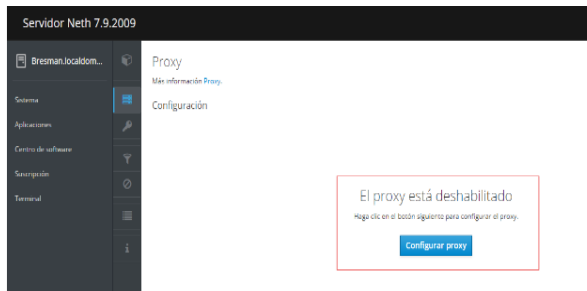 Servidor Neth 7.9.2009
Bresman.localdom...
Sistema
Aplicaciones
Centro de software
Suscripción
Terminal
Proxy
Más información Proxy.
Configuración
El proxy está deshabilitado
Haga clic en el botón siguiente para configurar el proxy.
Configurar proxy